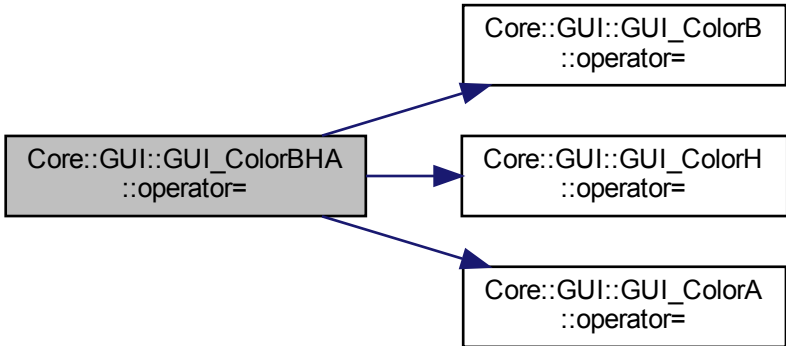 Core::GUI::GUI_ColorB
::operator=
Core::GUI::GUI_ColorBHA
::operator=
Core::GUI::GUI_ColorH
::operator=
Core::GUI::GUI_ColorA
::operator=